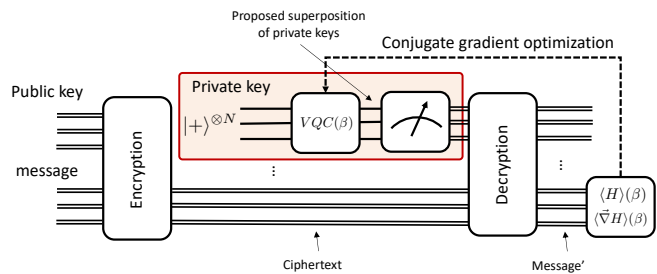 Proposed superposition
of private keys
Conjugate gradient optimization
Public key
Private key
|+⟩⊗N
VQC(β)
message
Encryption
Decryption
...
...
⟨H⟩(β)
⟨∇⃗H⟩(β)
Ciphertext
Message'